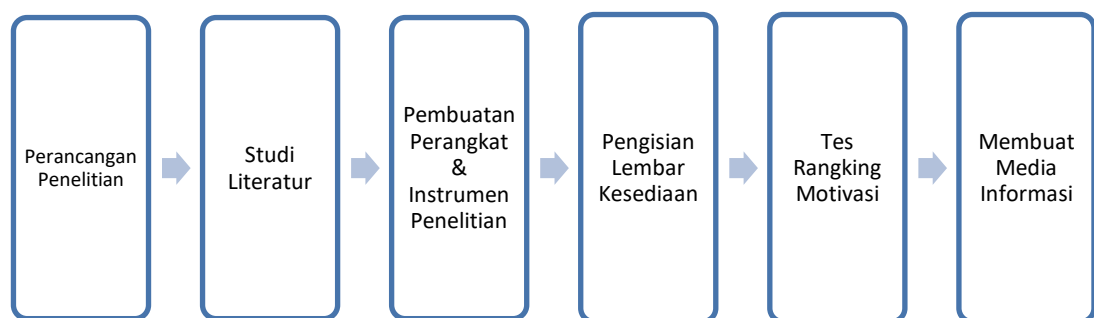 Perancangan
Penelitian
Studi
Literatur
Pembuatan
Perangkat
&
Instrumen
Penelitian
Pengisian
Lembar
Kesediaan
Tes
Rangking
Motivasi
Membuat
Media
Informasi